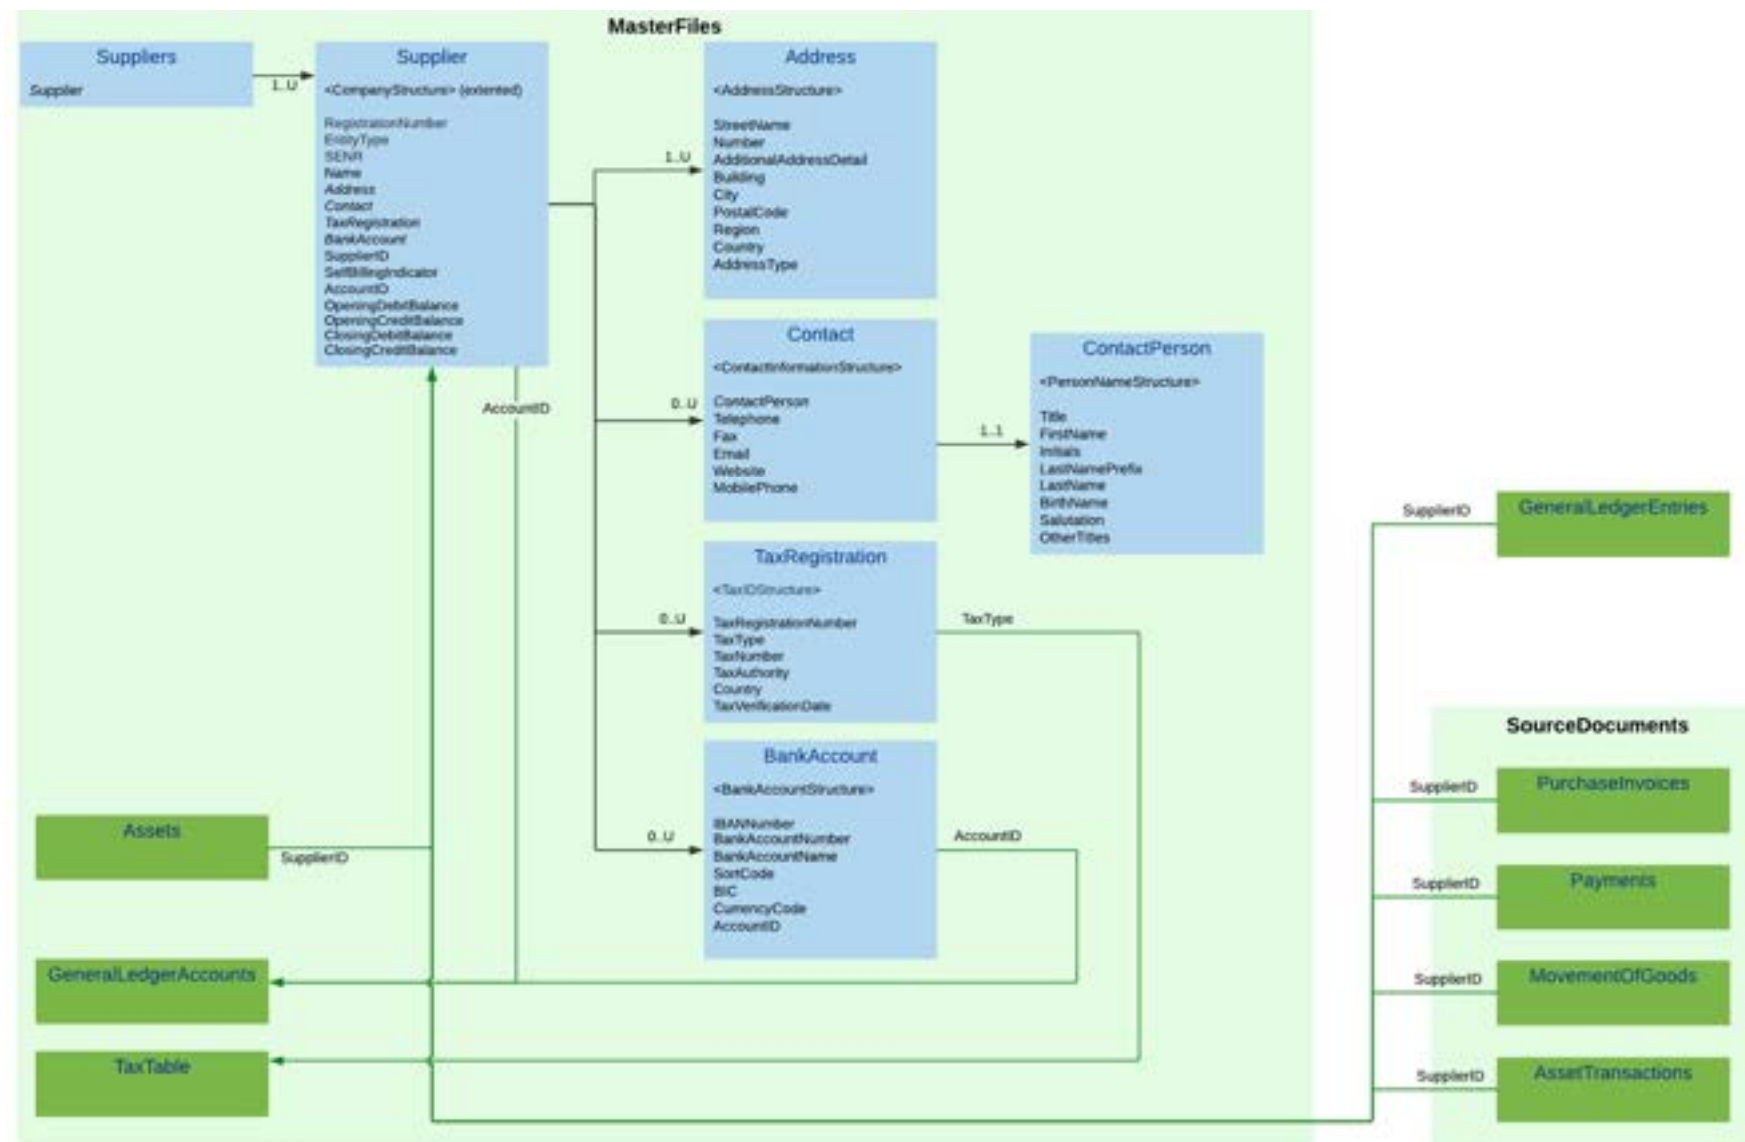 MasterFiles
Suppliers
Supplier
1..U
Supplier
<CompanyStructure> (extented)
RegistrationNumber
EntityType
SENR
Name
Address
Contact
TaxRegistration
BankAccount
SupplierID
SelfBillingIndicator
AccountID
OpeningDebitBalance
OpeningCreditBalance
ClosingDebitBalance
ClosingCreditBalance
AccountID
1..U
Address
<AddressStructure>
StreetName
Number
AdditionalAddressDetail
Building
City
PostalCode
Region
Country
AddressType
0..U
Contact
<ContactInformationStructure>
ContactPerson
Telephone
Fax
Email
Website
MobilePhone
1..1
ContactPerson
<PersonNameStructure>
Title
FirstName
Initials
LastNamePrefix
LastName
BirthName
Salutation
OtherTitles
0..U
TaxRegistration
<TaxIDStructure>
TaxRegistrationNumber
TaxType
TaxNumber
TaxAuthority
Country
TaxVerificationDate
TaxType
0..U
BankAccount
<BankAccountStructure>
IBANNumber
BankAccountNumber
BankAccountName
SortCode
BIC
CurrencyCode
AccountID
AccountID
Assets
SupplierID
GeneralLedgerAccounts
TaxTable
SupplierID
GeneralLedgerEntries
SourceDocuments
SupplierID
PurchaseInvoices
SupplierID
Payments
SupplierID
MovementOfGoods
SupplierID
AssetTransactions